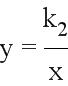 y = k₂/x